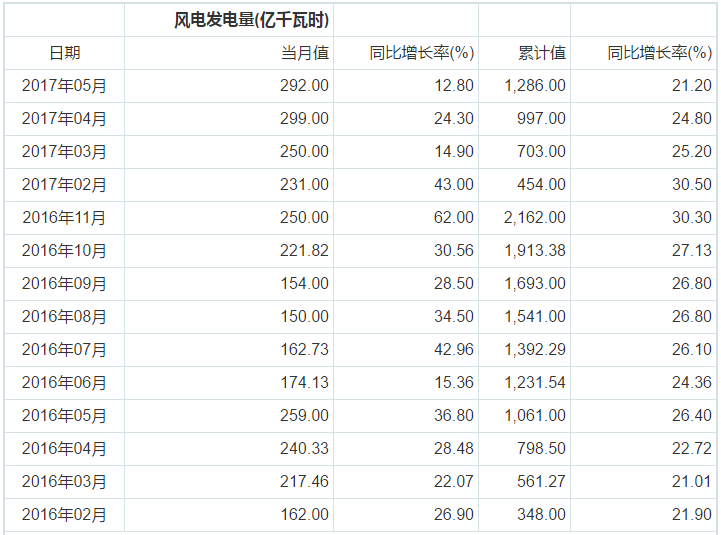 风电发电量(亿千瓦时)
日期 当月值 同比增长率(%) 累计值 同比增长率(%)
2017年05月 292.00 12.80 1,286.00 21.20
2017年04月 299.00 24.30 997.00 24.80
2017年03月 250.00 14.90 703.00 25.20
2017年02月 231.00 43.00 454.00 30.50
2016年11月 250.00 62.00 2,162.00 30.30
2016年10月 221.82 30.56 1,913.38 27.13
2016年09月 154.00 28.50 1,693.00 26.80
2016年08月 150.00 34.50 1,541.00 26.80
2016年07月 162.73 42.96 1,392.29 26.10
2016年06月 174.13 15.36 1,231.54 24.36
2016年05月 259.00 36.80 1,061.00 26.40
2016年04月 240.33 28.48 798.50 22.72
2016年03月 217.46 22.07 561.27 21.01
2016年02月 162.00 26.90 348.00 21.90